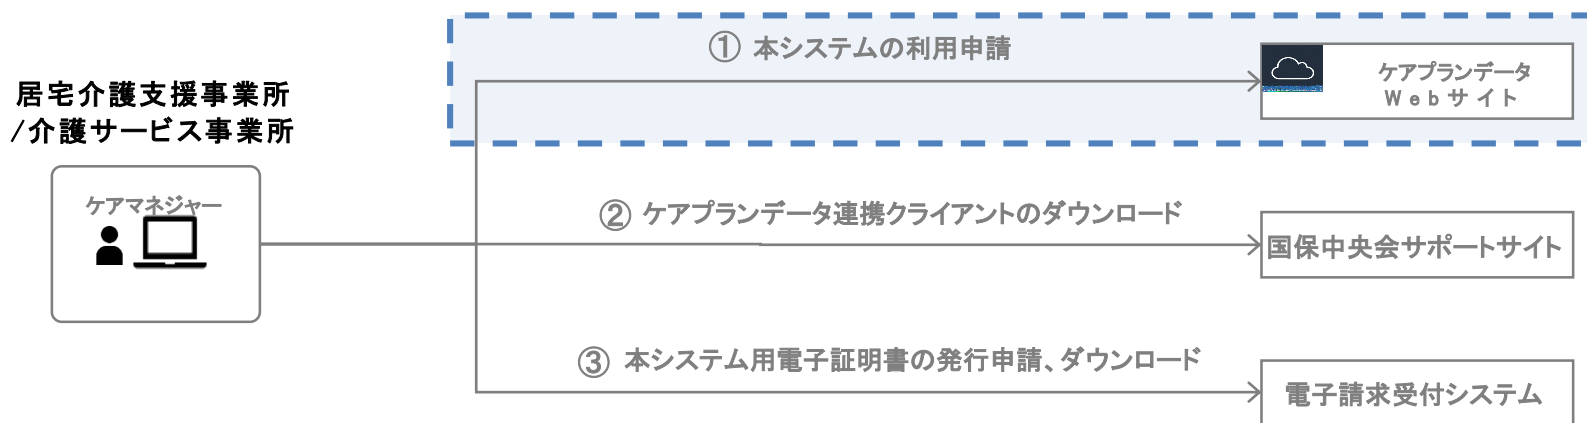 ① 本システムの利用申請
ケアプランデータ
Webサイト
居宅介護支援事業所
/介護サービス事業所
ケアマネジャー
② ケアプランデータ連携クライアントのダウンロード
国保中央会サポートサイト
③ 本システム用電子証明書の発行申請、ダウンロード
電子請求受付システム